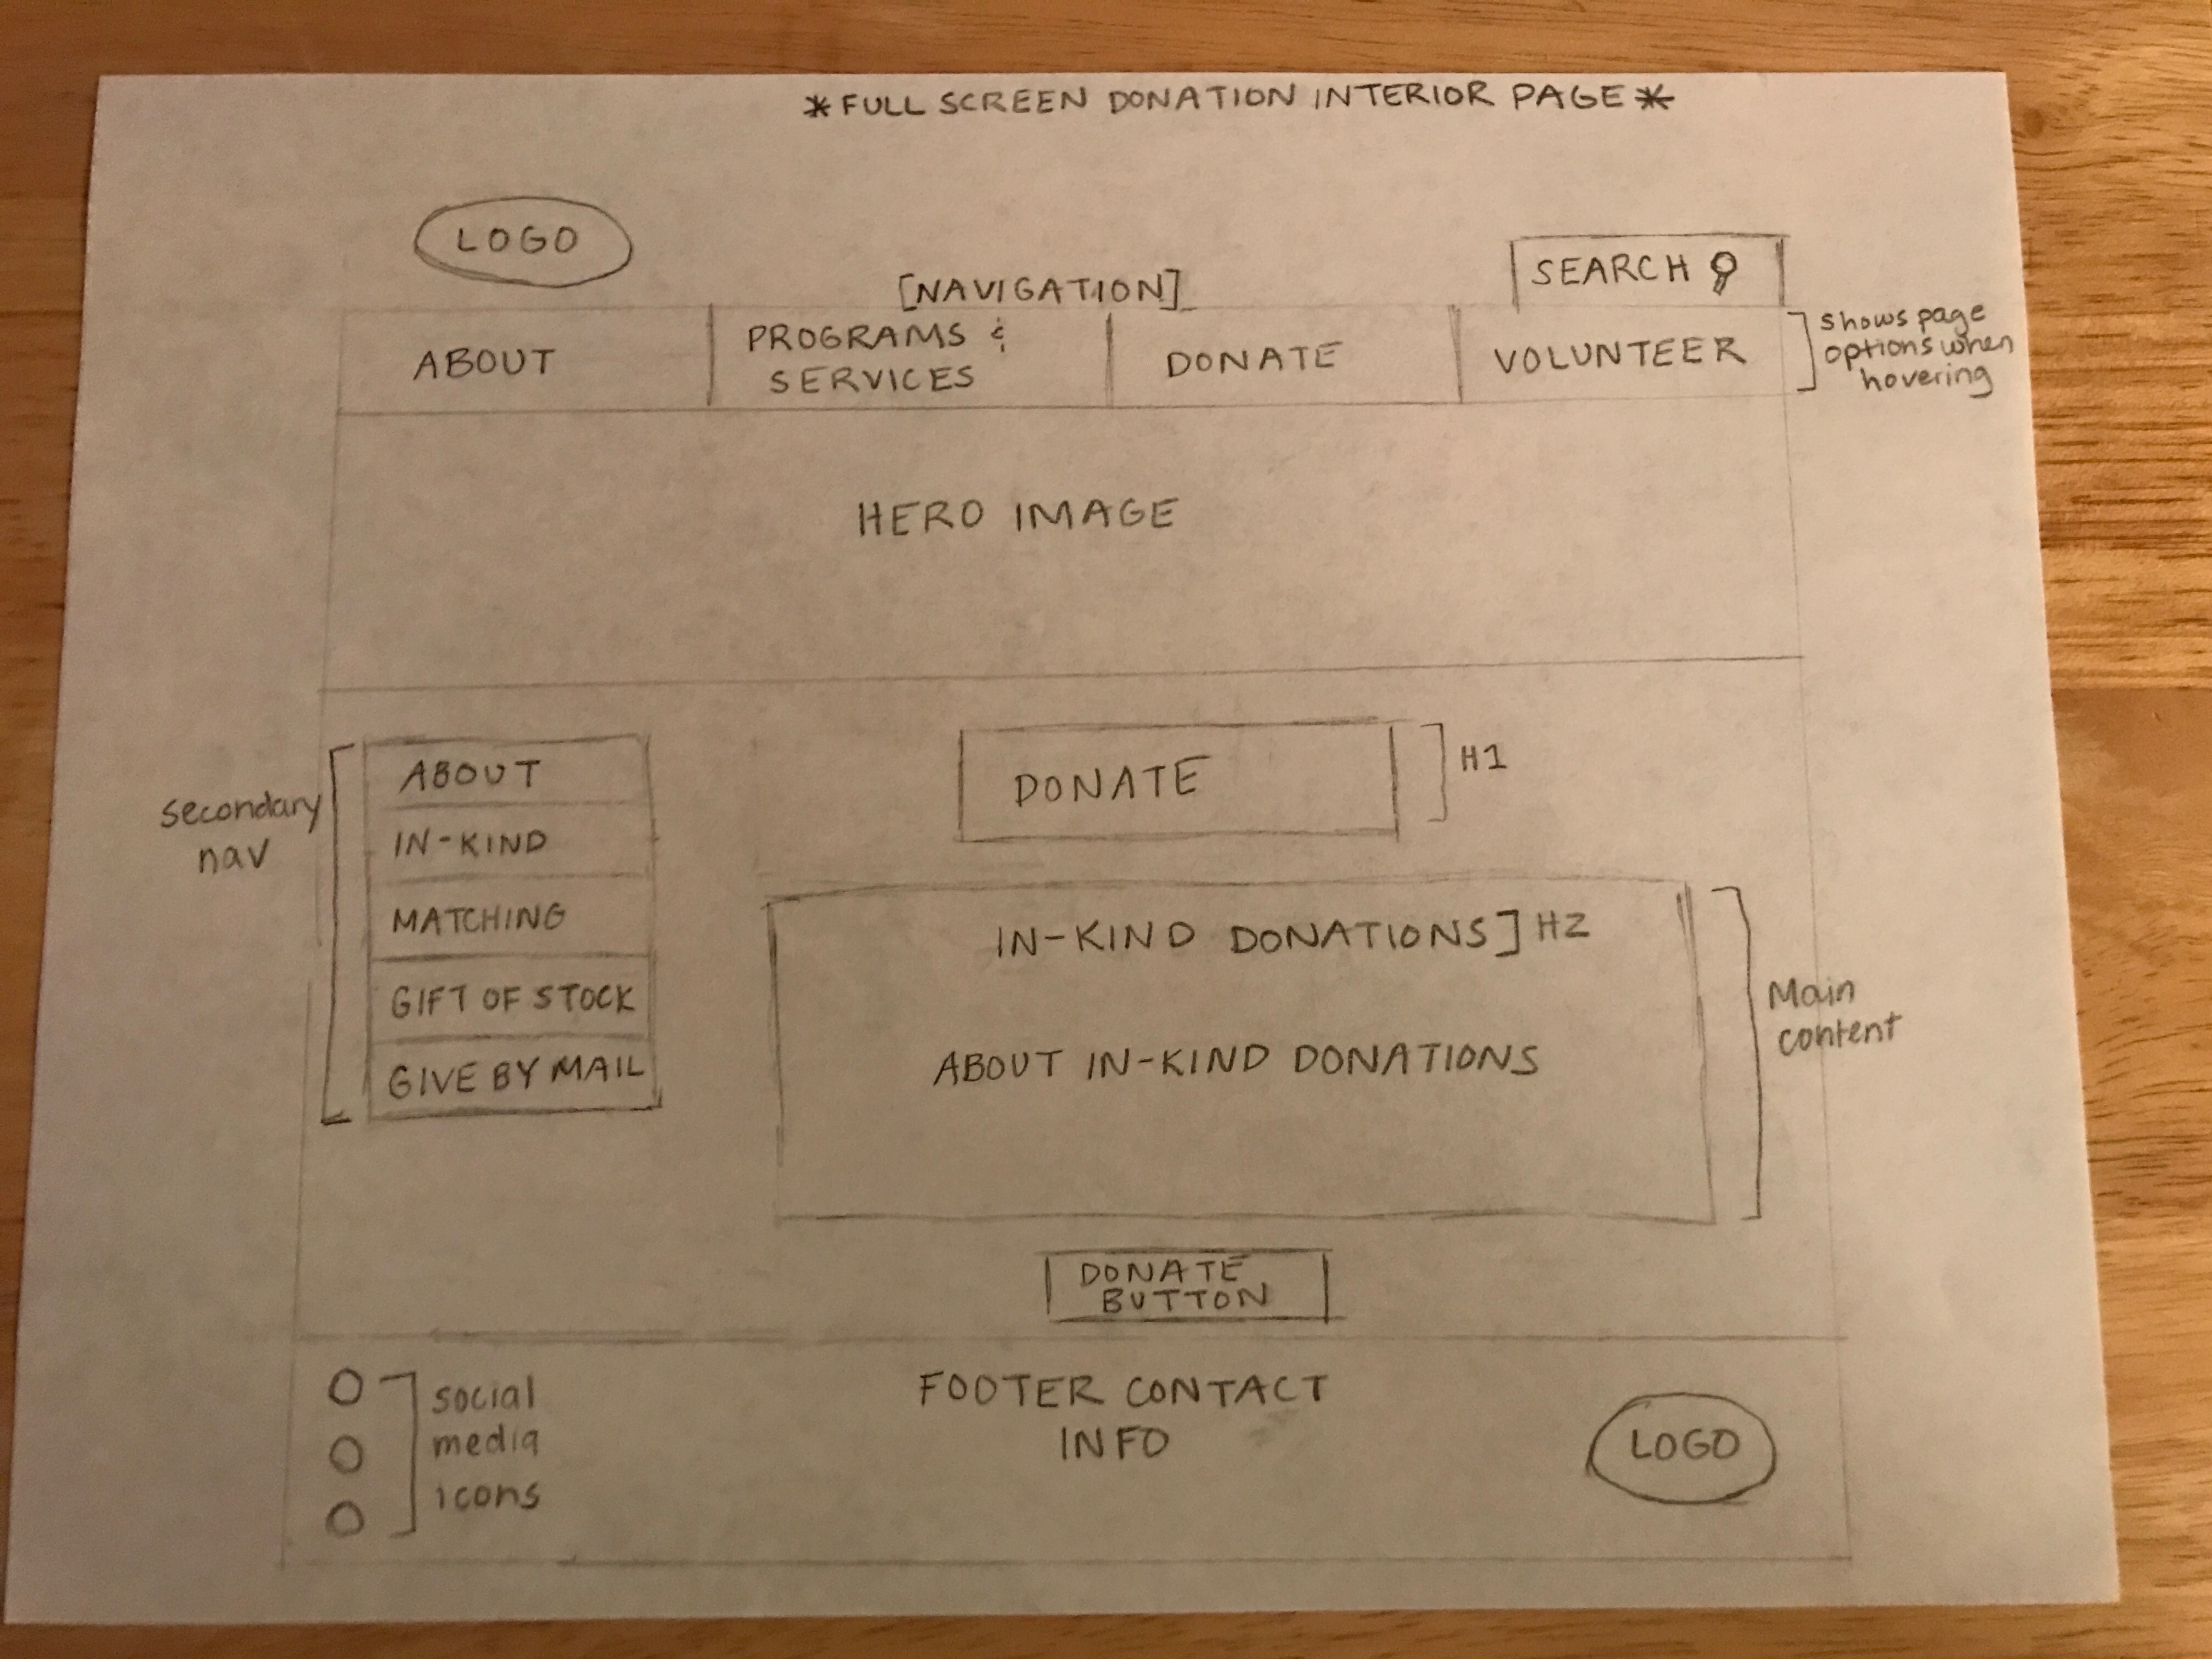 *FULL SCREEN DONATION INTERIOR PAGE*
LOGO
SEARCH
[NAVIGATION]
ABOUT
PROGRAMS &
SERVICES
DONATE
VOLUNTEER
shows page
options when
hovering
HERO IMAGE
secondary
nav
ABOUT
IN-KIND
MATCHING
GIFT OF STOCK
GIVE BY MAIL
DONATE
H1
IN-KIND DONATIONS] H2
ABOUT IN-KIND DONATIONS
Main
content
DONATE
BUTTON
social
media
icons
FOOTER CONTACT
INFO
LOGO